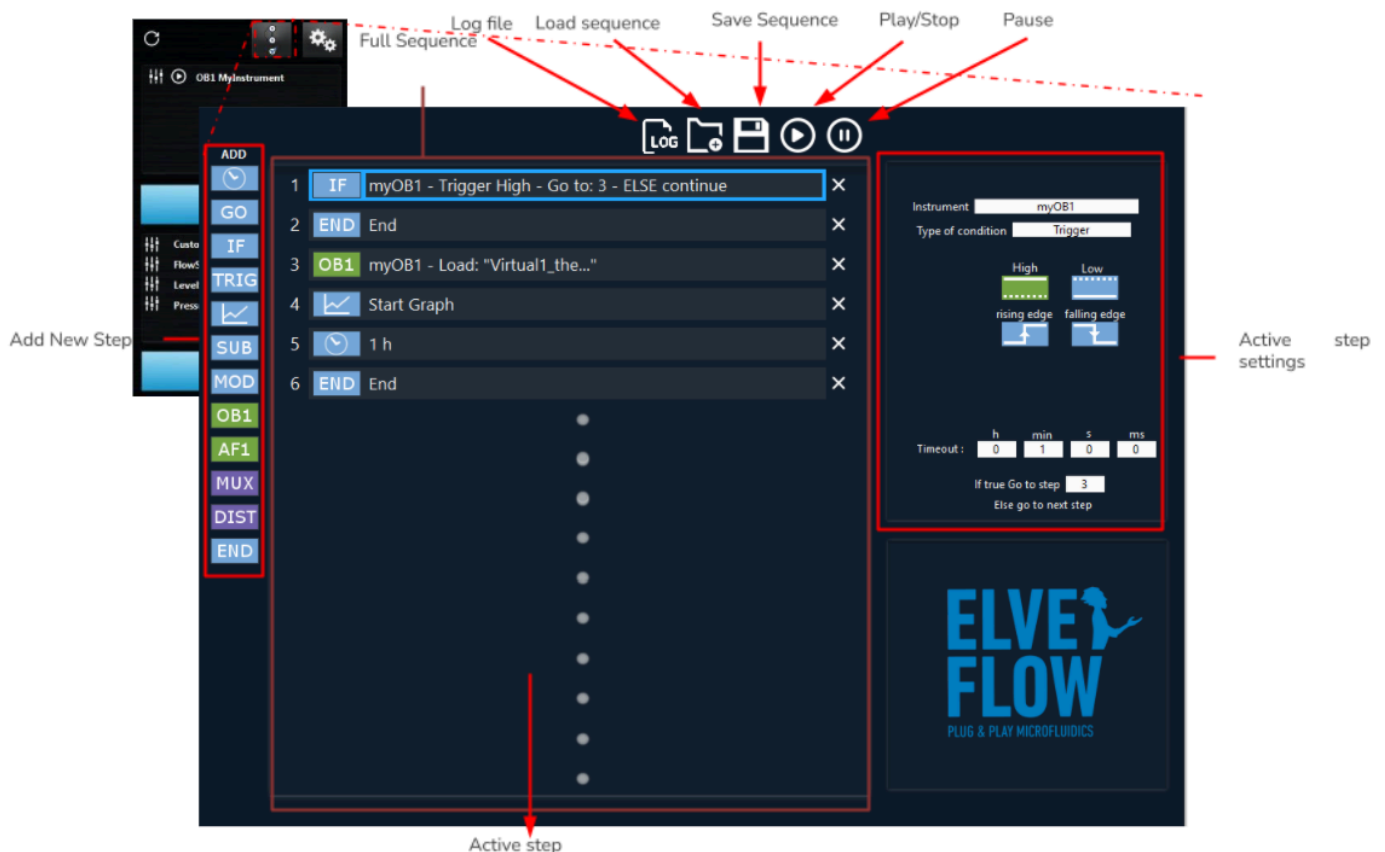 Log file
Load sequence
Save Sequence
Play/Stop
Pause
Full Sequence
OB1 MyInstrument
LOG
ADD
GO
IF
TRIG
SUB
MOD
OB1
AF1
MUX
DIST
END
Add New Step
1 IF myOB1 - Trigger High - Go to: 3 - ELSE continue
2 END End
3 OB1 myOB1 - Load: "Virtual1_the..."
4 Start Graph
5 1 h
6 END End
Instrument myOB1
Type of condition Trigger
High Low
rising edge falling edge
Timeout : h min s ms
0 1 0 0
If true Go to step 3
Else go to next step
Active step
settings
ELVE
FLOW
PLUG & PLAY MICROFLUIDICS
Active step